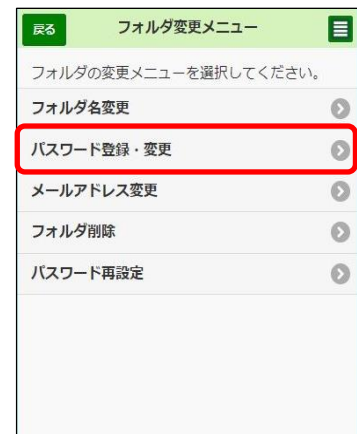 戻る フォルダ変更メニュー
フォルダの変更メニューを選択してください。
フォルダ名変更
パスワード登録・変更
メールアドレス変更
フォルダ削除
パスワード再設定